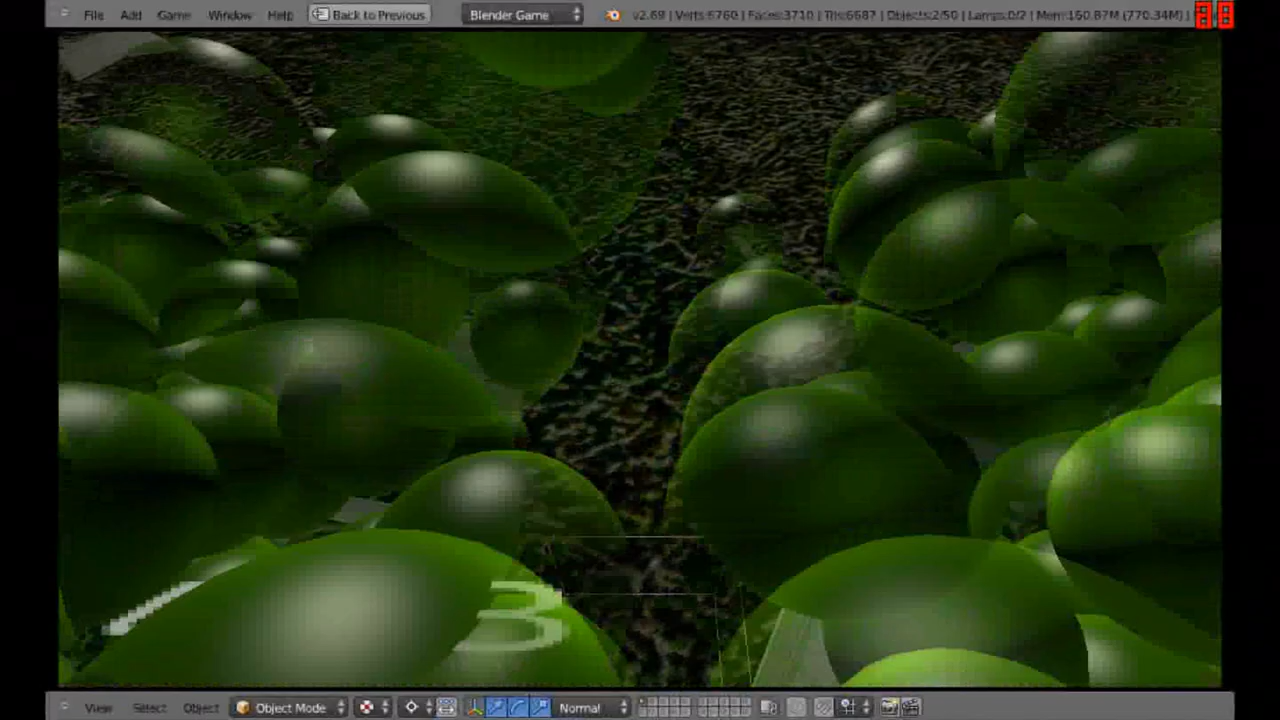 File Add Game Window Help Back to Previous Blender Game v2.69 | Verts:6760 | Faces:3710 | Tris:6687 | Objects:2/50 | Lamps:0/2 | Mem:160.87M (770.34M) |
3
View Select Object Object Mode Normal